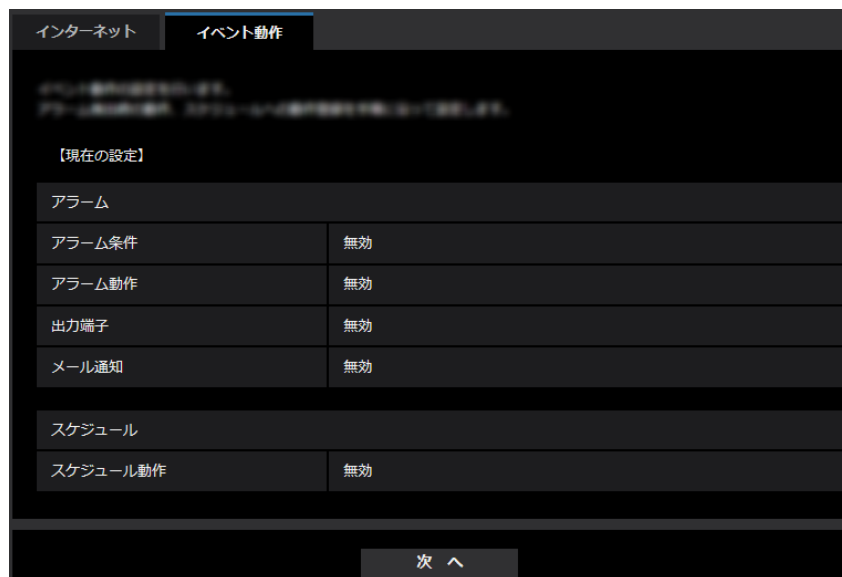 インターネット
イベント動作
【現在の設定】
アラーム
アラーム条件 無効
アラーム動作 無効
出力端子 無効
メール通知 無効
スケジュール
スケジュール動作 無効
次 へ